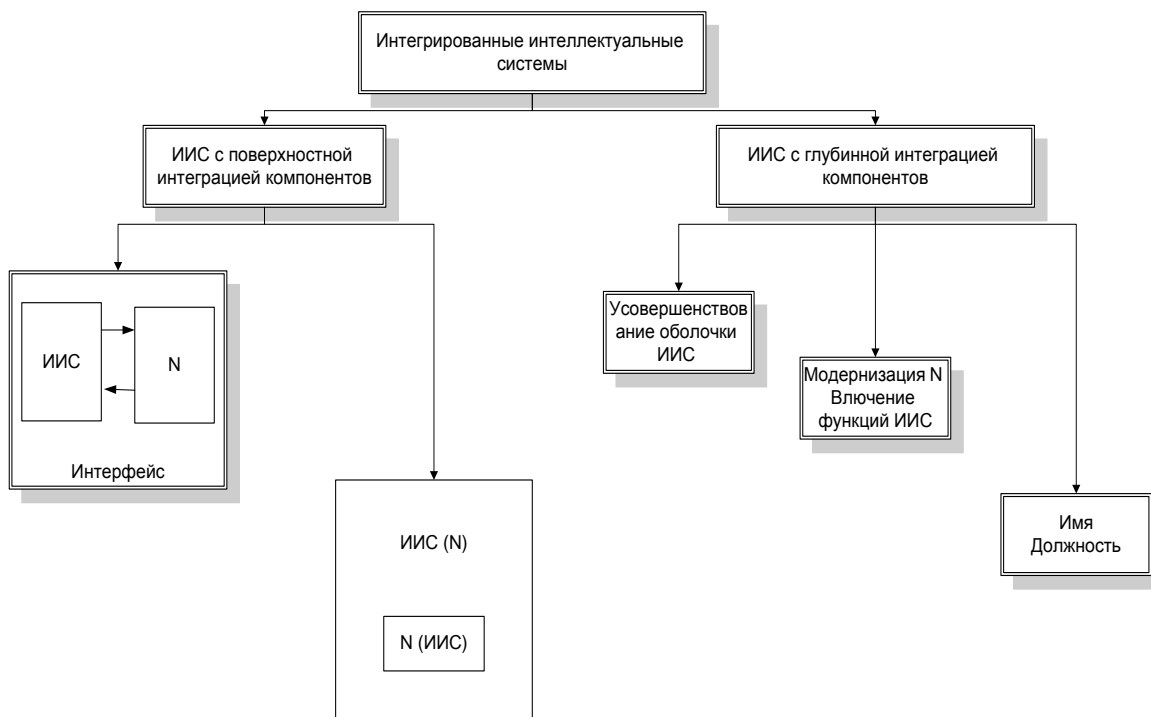 Интегрированные интеллектуальные
системы
ИИС с поверхностной
интеграцией компонентов
ИИС с глубинной интеграцией
компонентов
ИИС
N
Интерфейс
Усовершенствов
ание оболочки
ИИС
Модернизация N
Влючение
функций ИИС
ИИС (N)
N (ИИС)
Имя
Должность